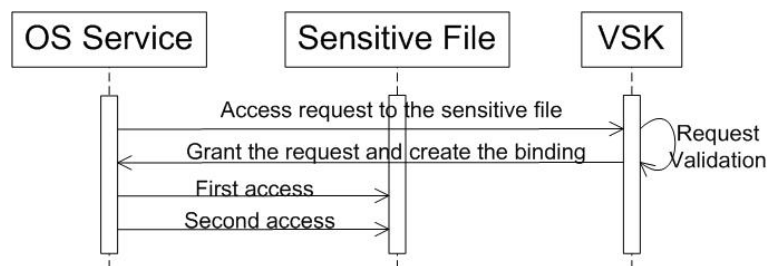 OS Service
Sensitive File
VSK
Access request to the sensitive file
Request
Validation
Grant the request and create the binding
First access
Second access